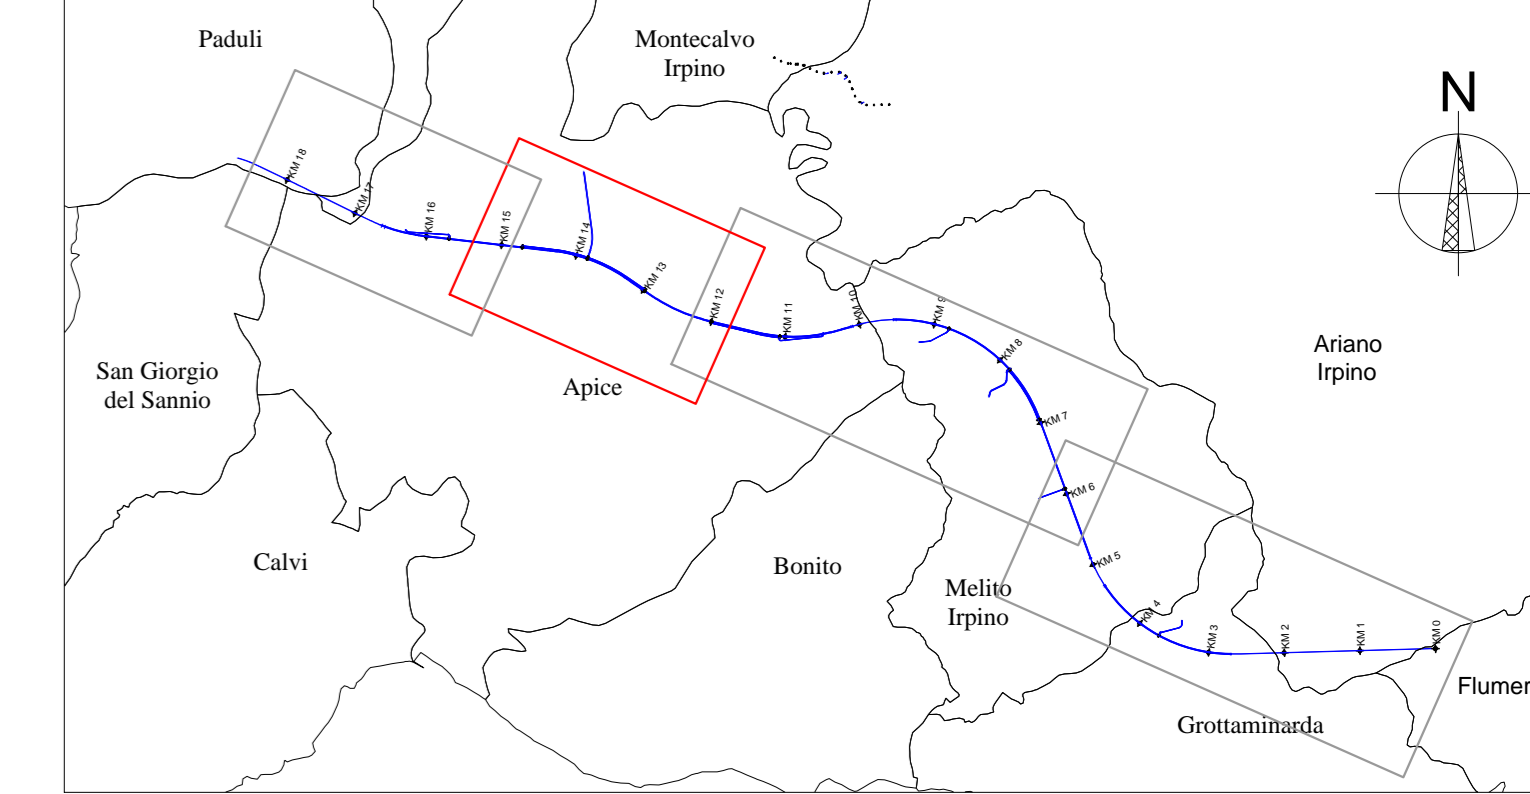 Paduli
Montecalvo
Irpino
N
KM 18
KM 17
KM 16
KM 15
KM 14
KM 13
KM 12
KM 11
KM 10
KM 9
KM 8
KM 7
KM 6
KM 5
KM 4
KM 3
KM 2
KM 1
KM 0
San Giorgio
del Sannio
Apice
Ariano
Irpino
Calvi
Bonito
Melito
Irpino
Grottaminarda
Flumer